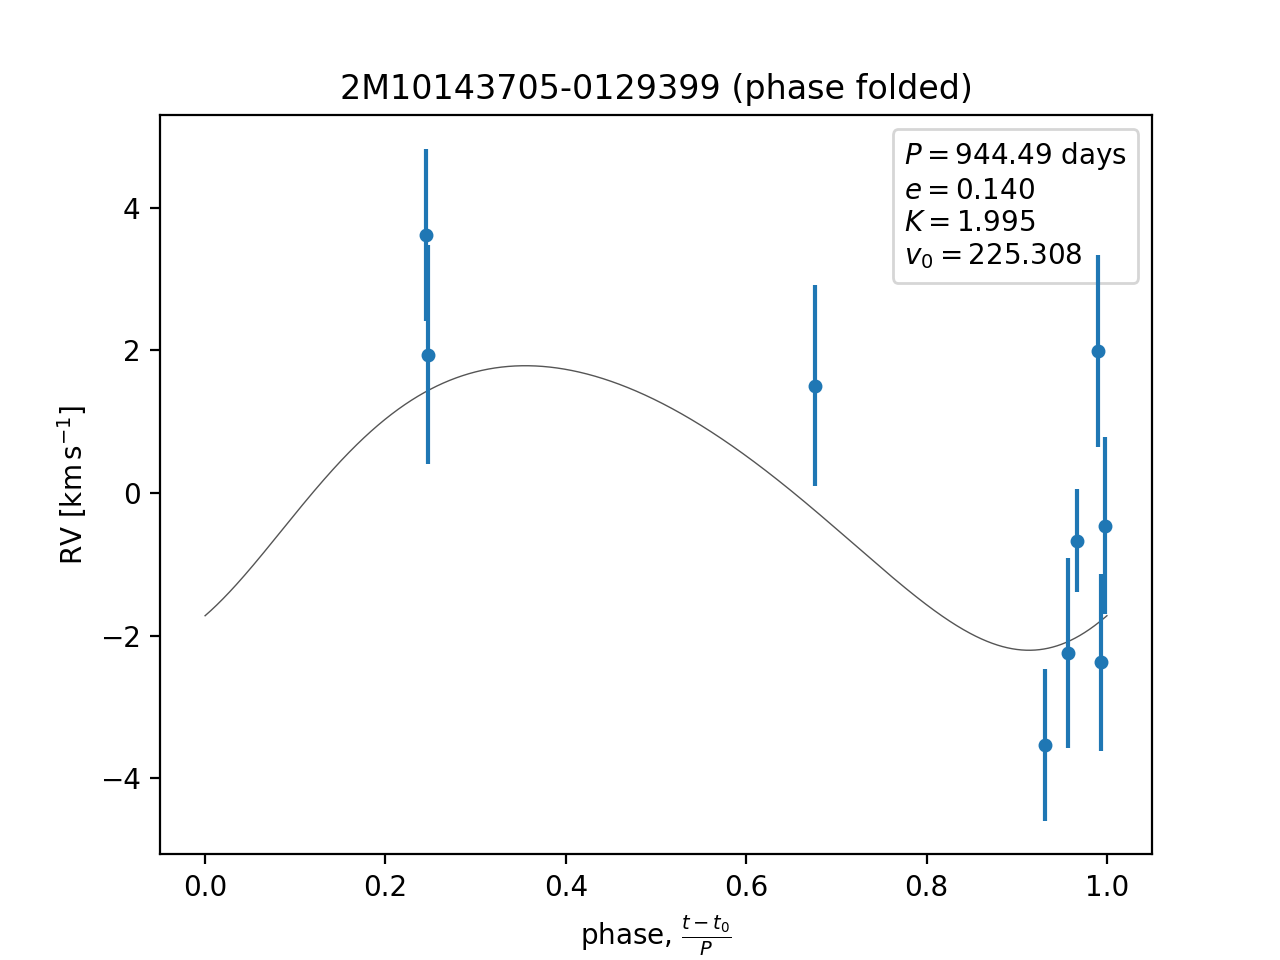 2M10143705-0129399 (phase folded)
P = 944.49 days
e = 0.140
K = 1.995
v₀ = 225.308
RV [km s⁻¹]
4
2
0
−2
−4
0.0 0.2 0.4 0.6 0.8 1.0
phase, (t − t₀)/P